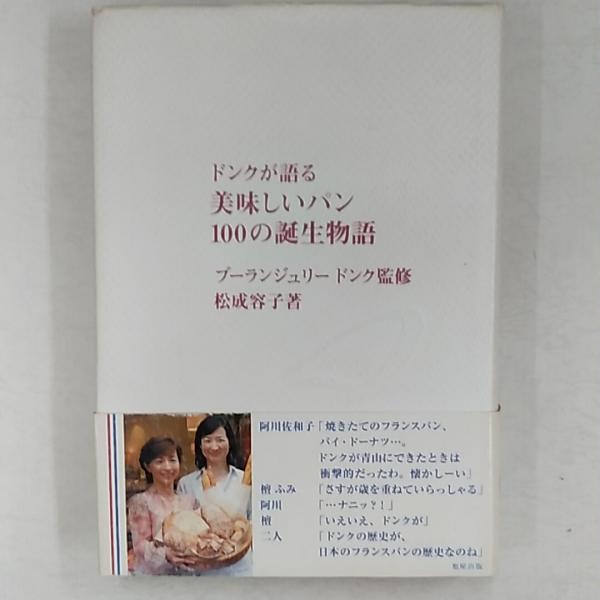 ドンクが語る
美味しいパン
100の誕生物語
ブーランジュリー ドンク監修
松成容子著
阿川佐和子「焼きたてのフランスパン、
パイ・ドーナツ…。
ドンクが青山にできたときは
衝撃的だったわ。懐かしーい」
檀 ふみ「さすが歳を重ねていらっしゃる」
阿川「…ナニッ?!」
檀「いえいえ、ドンクが」
二人「ドンクの歴史が、
日本のフランスパンの歴史なのね」
旭屋出版